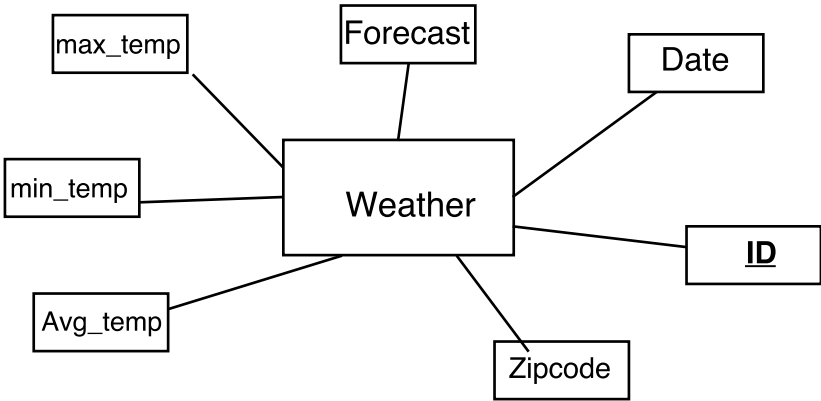 max_temp
Forecast
Date
min_temp
Weather
ID
Avg_temp
Zipcode